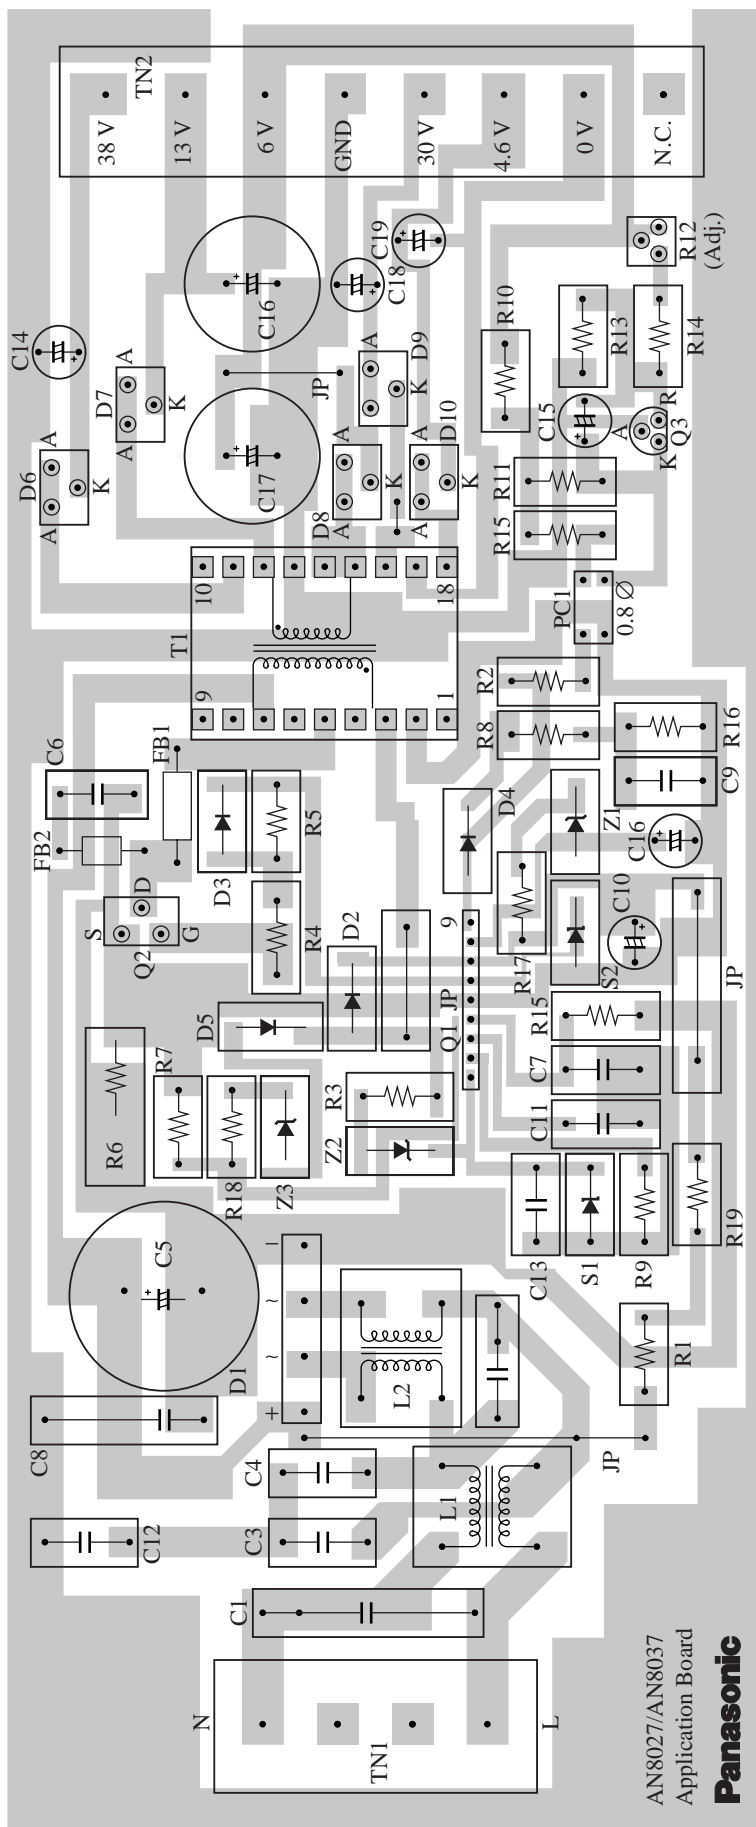 TN2
38 V
13 V
6 V
GND
30 V
4.6 V
0 V
N.C.
C14
C16
C18
C19
R12
(Adj.)
D7
A
A
K
D6
A
A
K
JP
D9
A
K
R10
R13
R14
C17
C15
R
A
K
Q3
D8
A
A
K
D10
A
A
K
R11
R15
T1
10
18
9
1
PC1
0.8 Ø
R2
R8
R16
C9
C6
FB1
FB2
D3
R5
D4
Z1
C16
S
D
G
Q2
R4
D2
9
R17
S2
C10
D5
JP
Q1
R15
JP
R6
R7
R18
Z3
R3
Z2
C7
C11
C5
C13
S1
R9
R19
D1
−
~
~
+
L2
R1
C8
C4
JP
C12
C3
L1
C1
N
TN1
L
AN8027/AN8037
Application Board
Panasonic